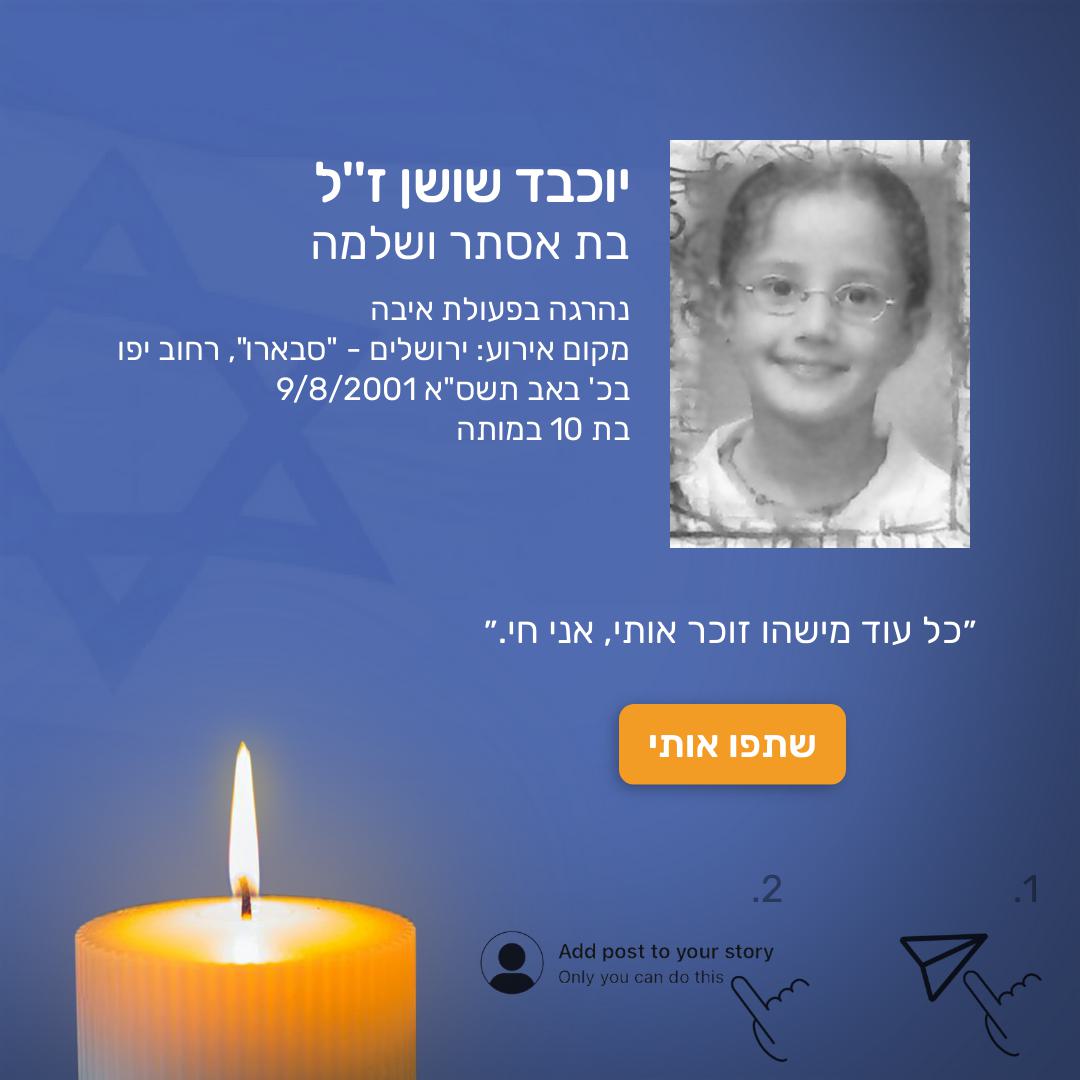 יוכבד שושן ז"ל
בת אסתר ושלמה
נהרגה בפעולת איבה
מקום אירוע: ירושלים - "סבארו", רחוב יפו
בכ' באב תשס"א 9/8/2001
בת 10 במותה
״כל עוד מישהו זוכר אותי, אני חי.״
שתפו אותי
1.
2.
Add post to your story
Only you can do this